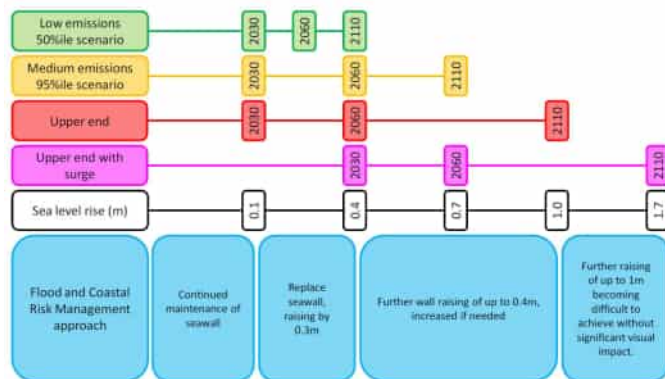 Low emissions
50%ile scenario
2030
2060
2110
Medium emissions
95%ile scenario
2030
2060
2110
Upper end
2030
2060
2110
Upper end with
surge
2030
2060
2110
Sea level rise (m)
0.1
0.4
0.7
1.0
1.7
Flood and Coastal
Risk Management
approach
Continued
maintenance of
seawall
Replace
seawall,
raising by
0.3m
Further wall raising of up to 0.4m,
increased if needed
Further raising
of up to 1m
becoming
difficult to
achieve without
significant visual
impact.